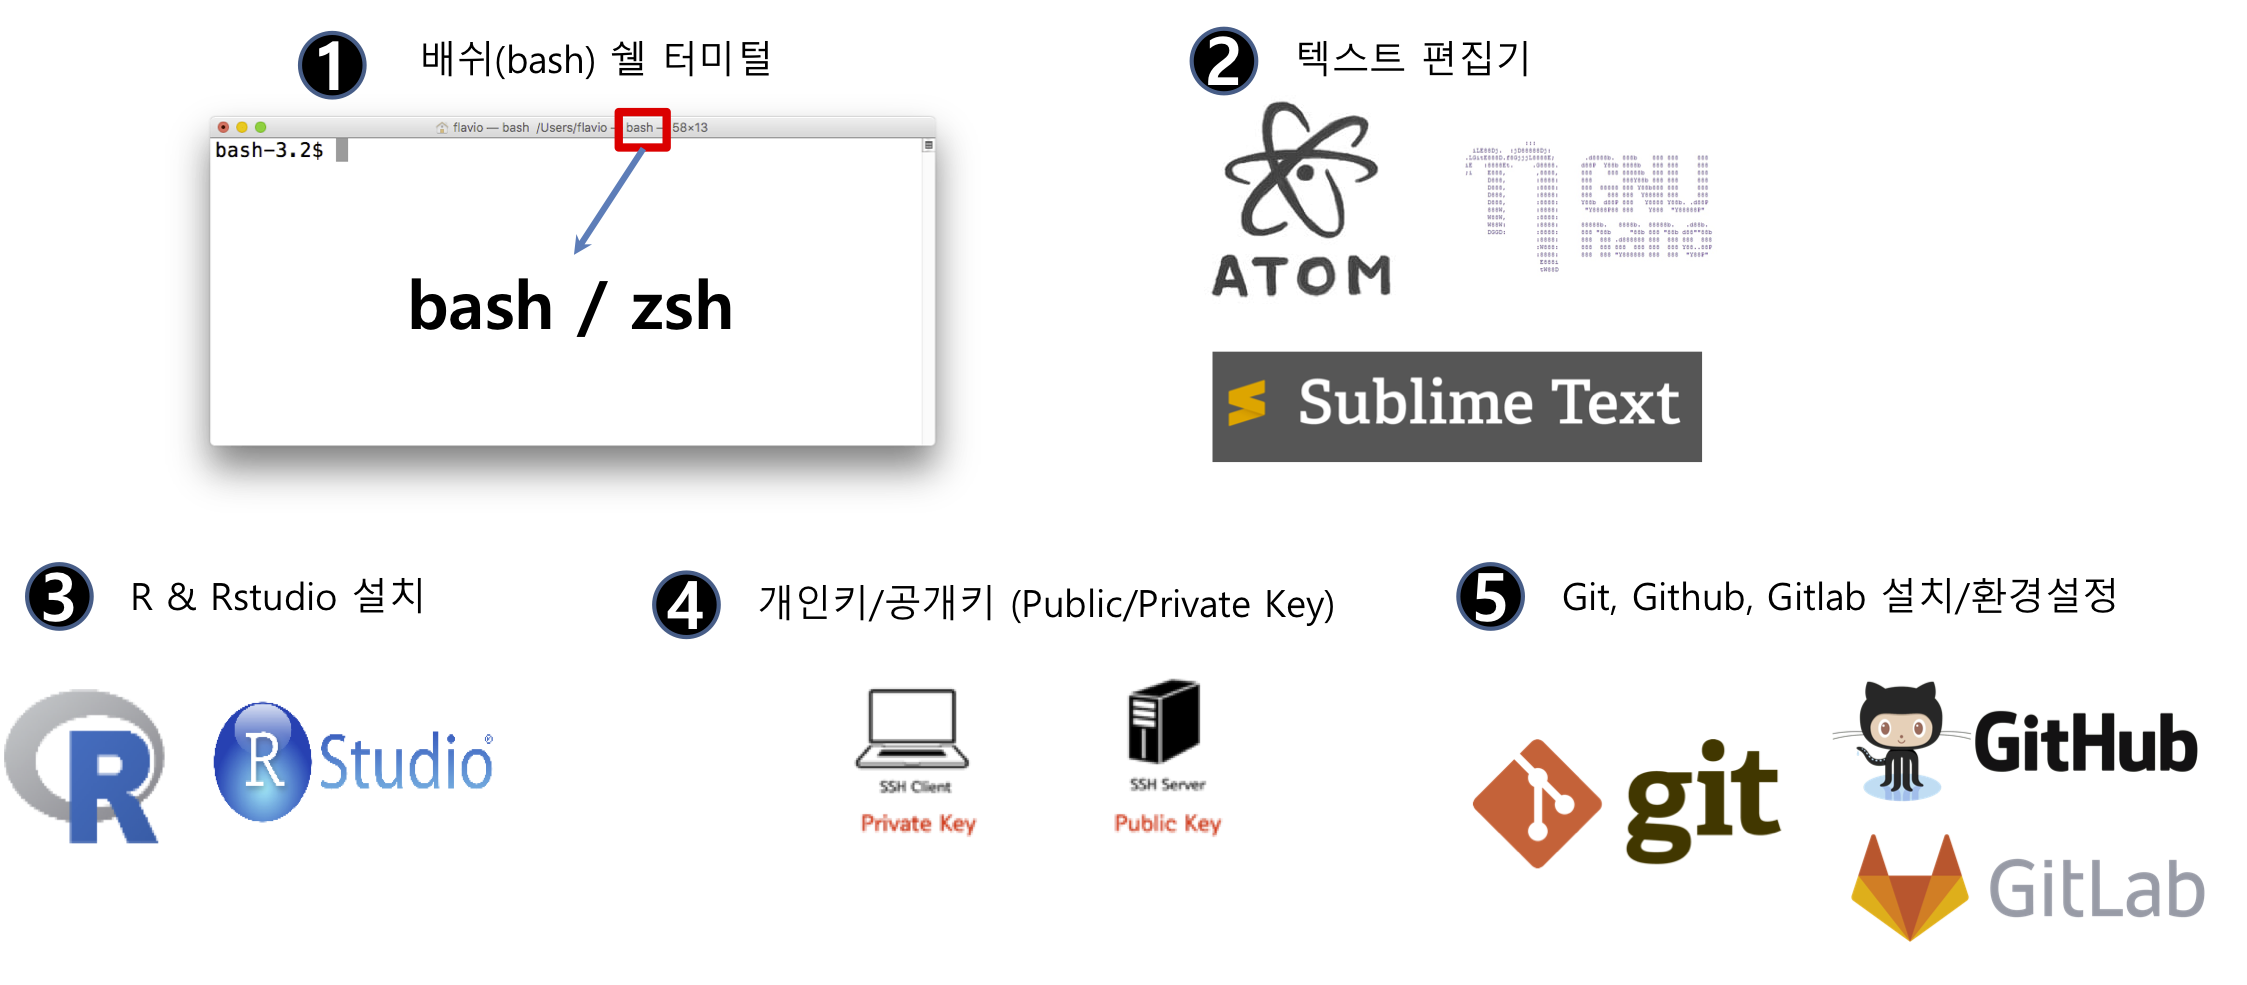 1
배쉬(bash) 쉘 터미털
flavio — bash /Users/flavio — bash — 58×13
bash-3.2$
bash / zsh
2
텍스트 편집기
ATOM
GNU
nano
Sublime Text
3
R & Rstudio 설치
R
R Studio®
4
개인키/공개키 (Public/Private Key)
SSH Client
Private Key
SSH Server
Public Key
5
Git, Github, Gitlab 설치/환경설정
git
GitHub
GitLab